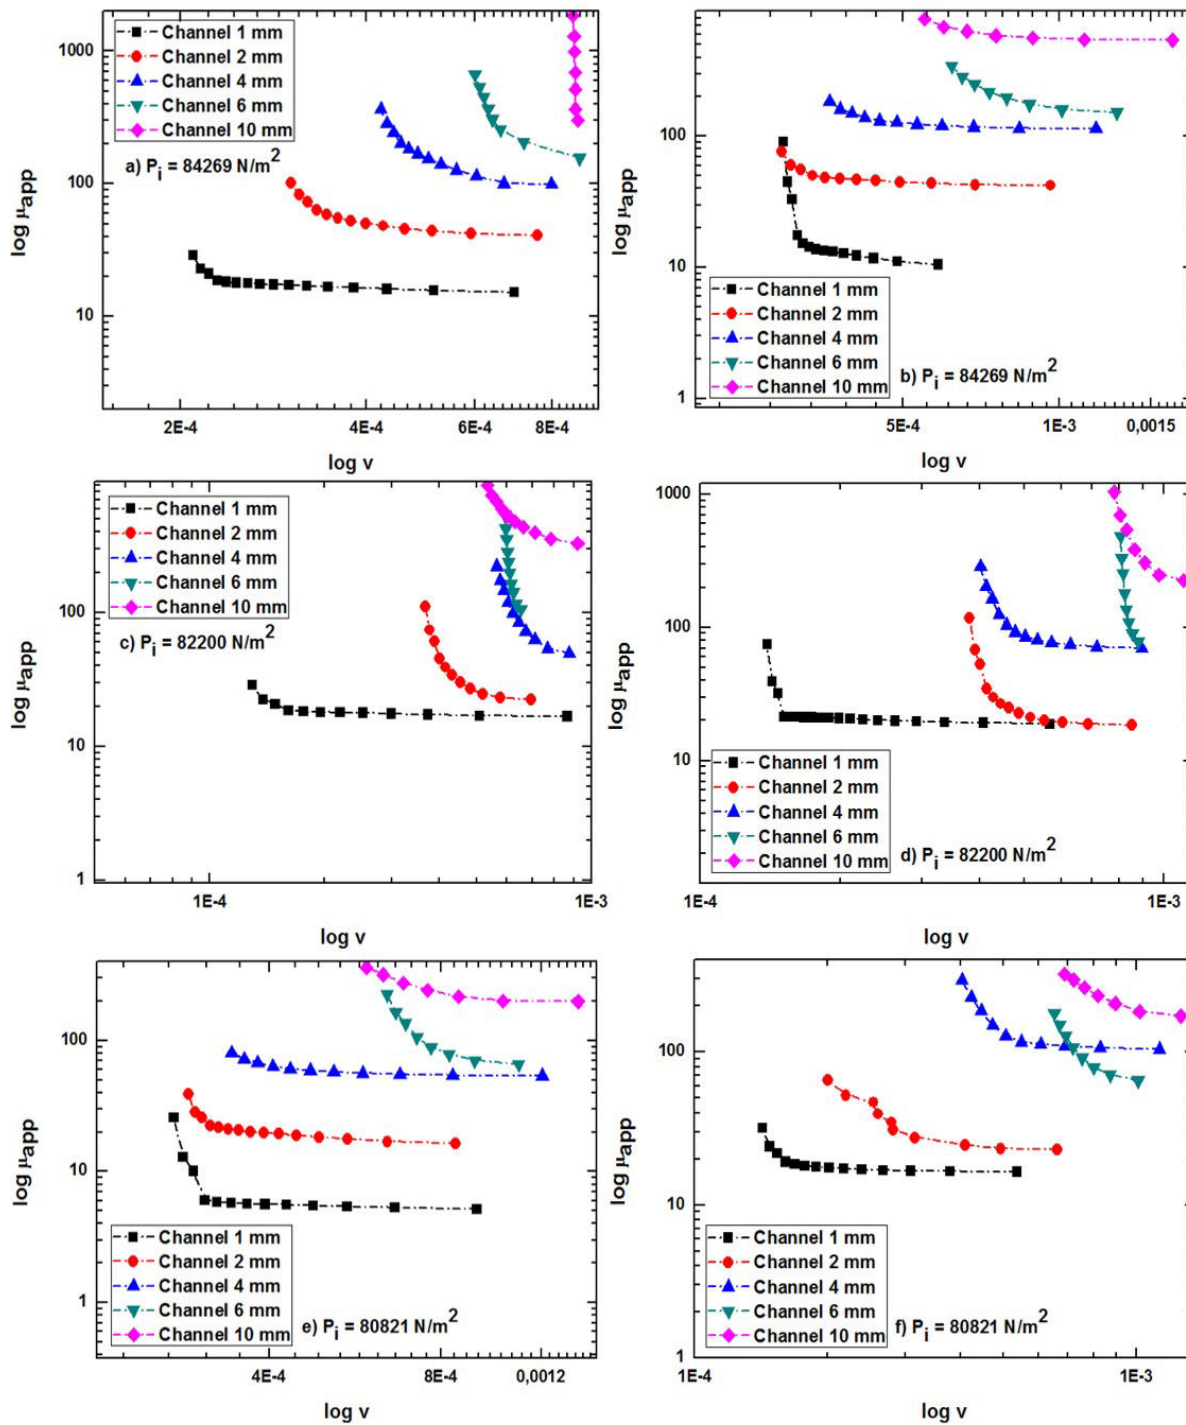 1000
100
10
log μapp
Channel 1 mm
Channel 2 mm
Channel 4 mm
Channel 6 mm
Channel 10 mm
a) Pi = 84269 N/m2
2E-4 4E-4 6E-4 8E-4
log v
100
10
1
log μapp
Channel 1 mm
Channel 2 mm
Channel 4 mm
Channel 6 mm
Channel 10 mm
b) Pi = 84269 N/m2
5E-4 1E-3 0,0015
log v
100
10
1
log μapp
Channel 1 mm
Channel 2 mm
Channel 4 mm
Channel 6 mm
Channel 10 mm
c) Pi = 82200 N/m2
1E-4 1E-3
log v
1000
100
10
log μapp
Channel 1 mm
Channel 2 mm
Channel 4 mm
Channel 6 mm
Channel 10 mm
d) Pi = 82200 N/m2
1E-4 1E-3
log v
100
10
1
log μapp
Channel 1 mm
Channel 2 mm
Channel 4 mm
Channel 6 mm
Channel 10 mm
e) Pi = 80821 N/m2
4E-4 8E-4 0,0012
log v
100
10
1
log μapp
Channel 1 mm
Channel 2 mm
Channel 4 mm
Channel 6 mm
Channel 10 mm
f) Pi = 80821 N/m2
1E-4 1E-3
log v